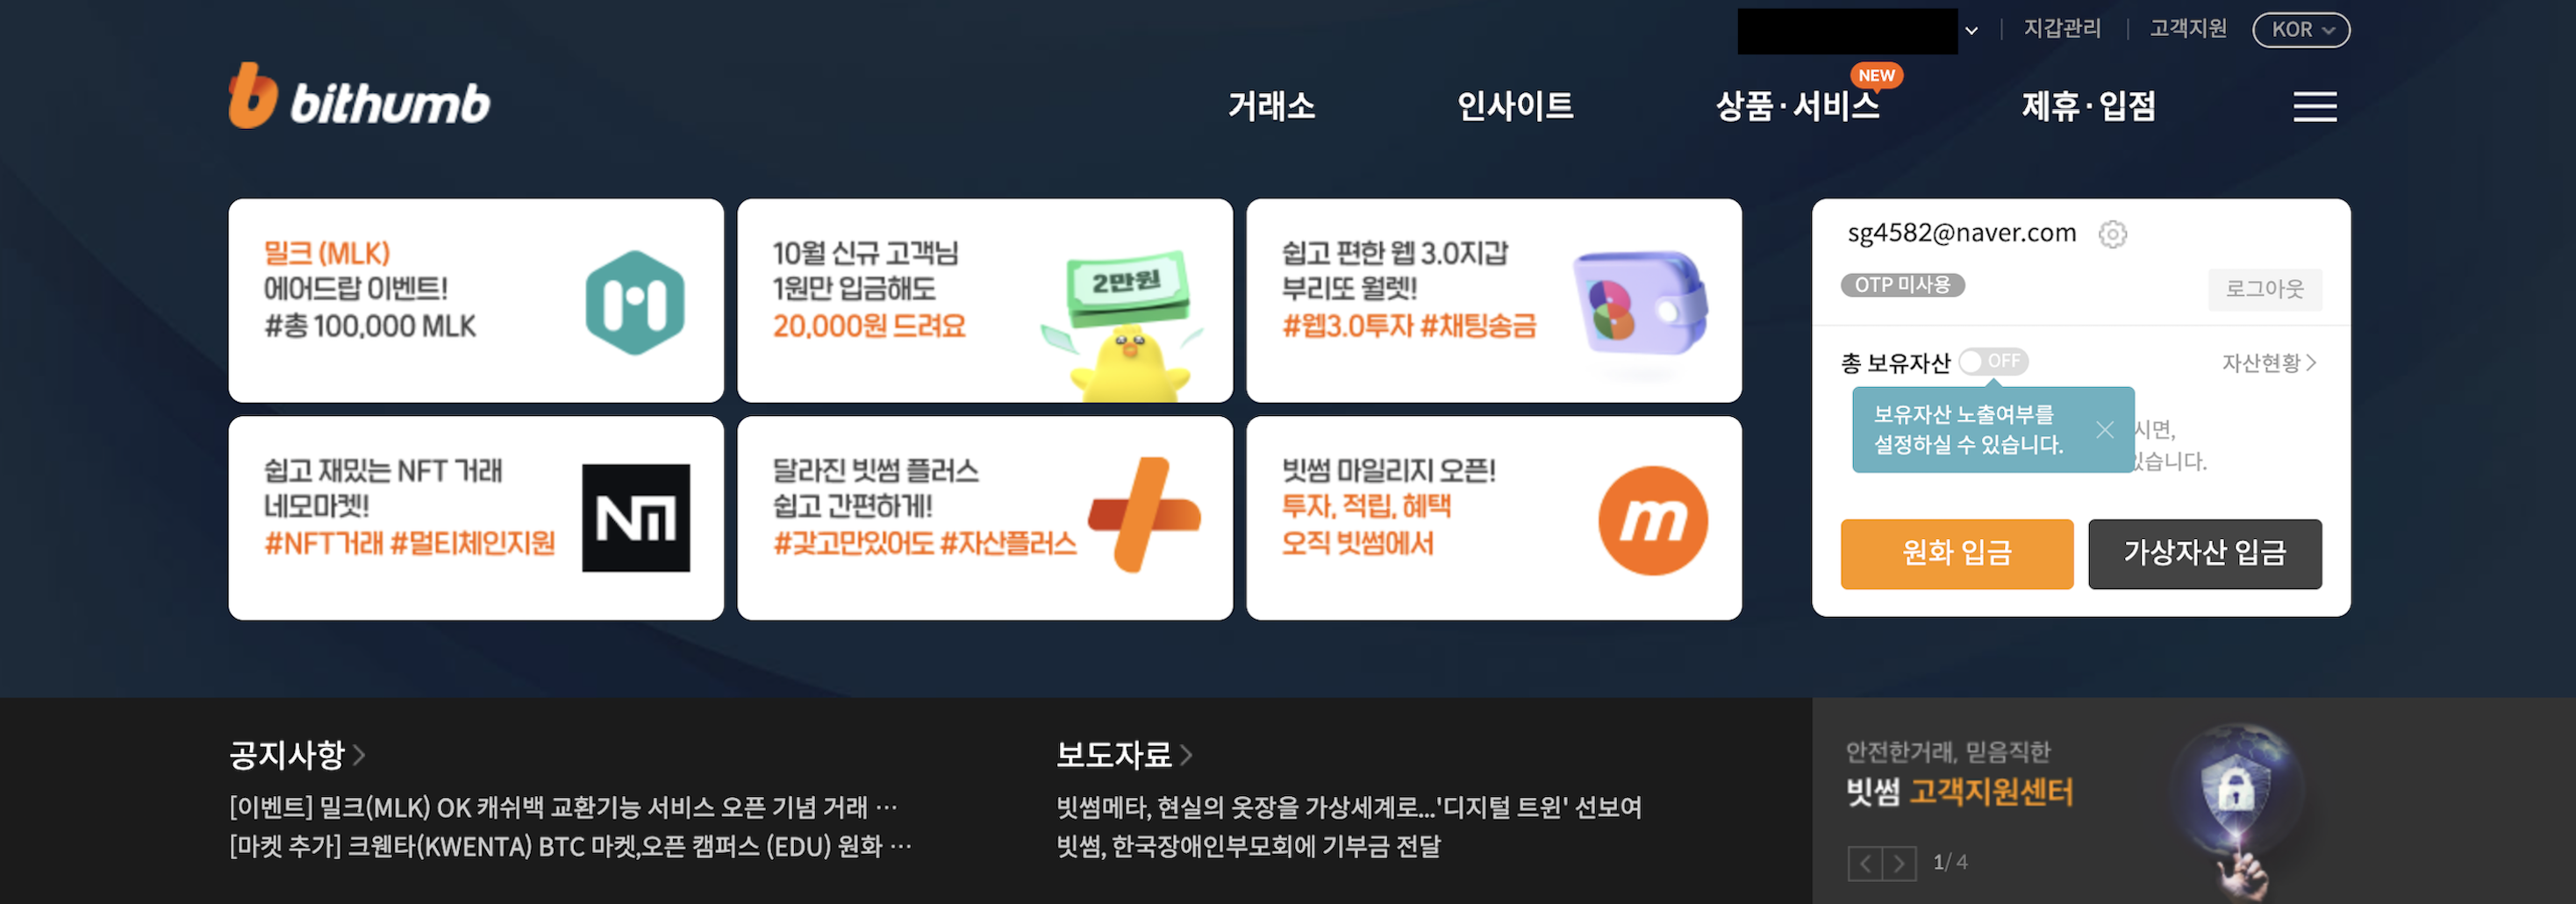 지갑관리
고객지원
KOR
bithumb
거래소
인사이트
상품·서비스
NEW
제휴·입점
밀크 (MLK)
에어드랍 이벤트!
#총 100,000 MLK
10월 신규 고객님
1원만 입금해도
20,000원 드려요
2만원
쉽고 편한 웹 3.0지갑
부리또 월렛!
#웹3.0투자 #채팅송금
쉽고 재밌는 NFT 거래
네모마켓!
#NFT거래 #멀티체인지원
달라진 빗썸 플러스
쉽고 간편하게!
#갖고만있어도 #자산플러스
빗썸 마일리지 오픈!
투자, 적립, 혜택
오직 빗썸에서
m
sg4582@naver.com
OTP 미사용
로그아웃
총 보유자산
OFF
자산현황
보유자산 노출여부를
설정하실 수 있습니다.
시면,
있습니다.
원화 입금
가상자산 입금
공지사항
[이벤트] 밀크(MLK) OK 캐쉬백 교환기능 서비스 오픈 기념 거래 ⋯
[마켓 추가] 크웬타(KWENTA) BTC 마켓,오픈 캠퍼스 (EDU) 원화 ⋯
보도자료
빗썸메타, 현실의 옷장을 가상세계로...'디지털 트윈' 선보여
빗썸, 한국장애인부모회에 기부금 전달
안전한거래, 믿음직한
빗썸 고객지원센터
1/ 4